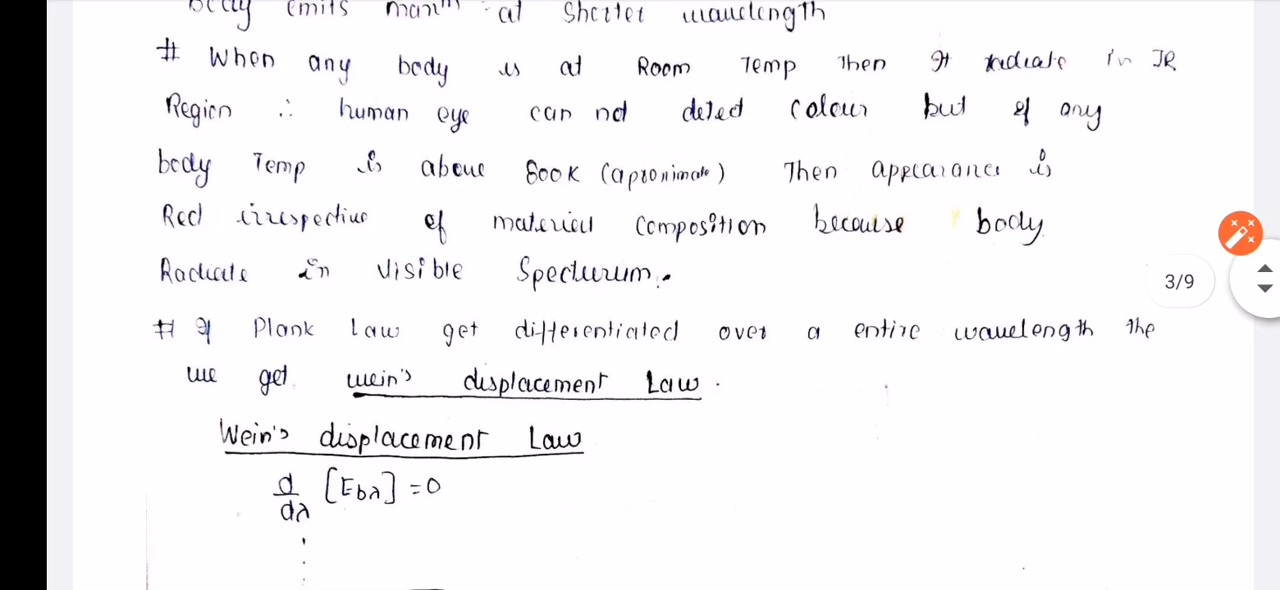 body emits maxm at shorter wavelength
# When any body is at Room Temp Then It radiate in IR
Region ∴ human eye can not detect colour but if any
body Temp is above 800K (aproximate) Then appearance is
Red irrespective of material composition because body
Radiate in visible Specturum.
# If Plank Law get differentiated over a entire wavelength the
we get wein's displacement Law.
Wein's displacement Law
d/dλ [Ebλ] = 0
3/9